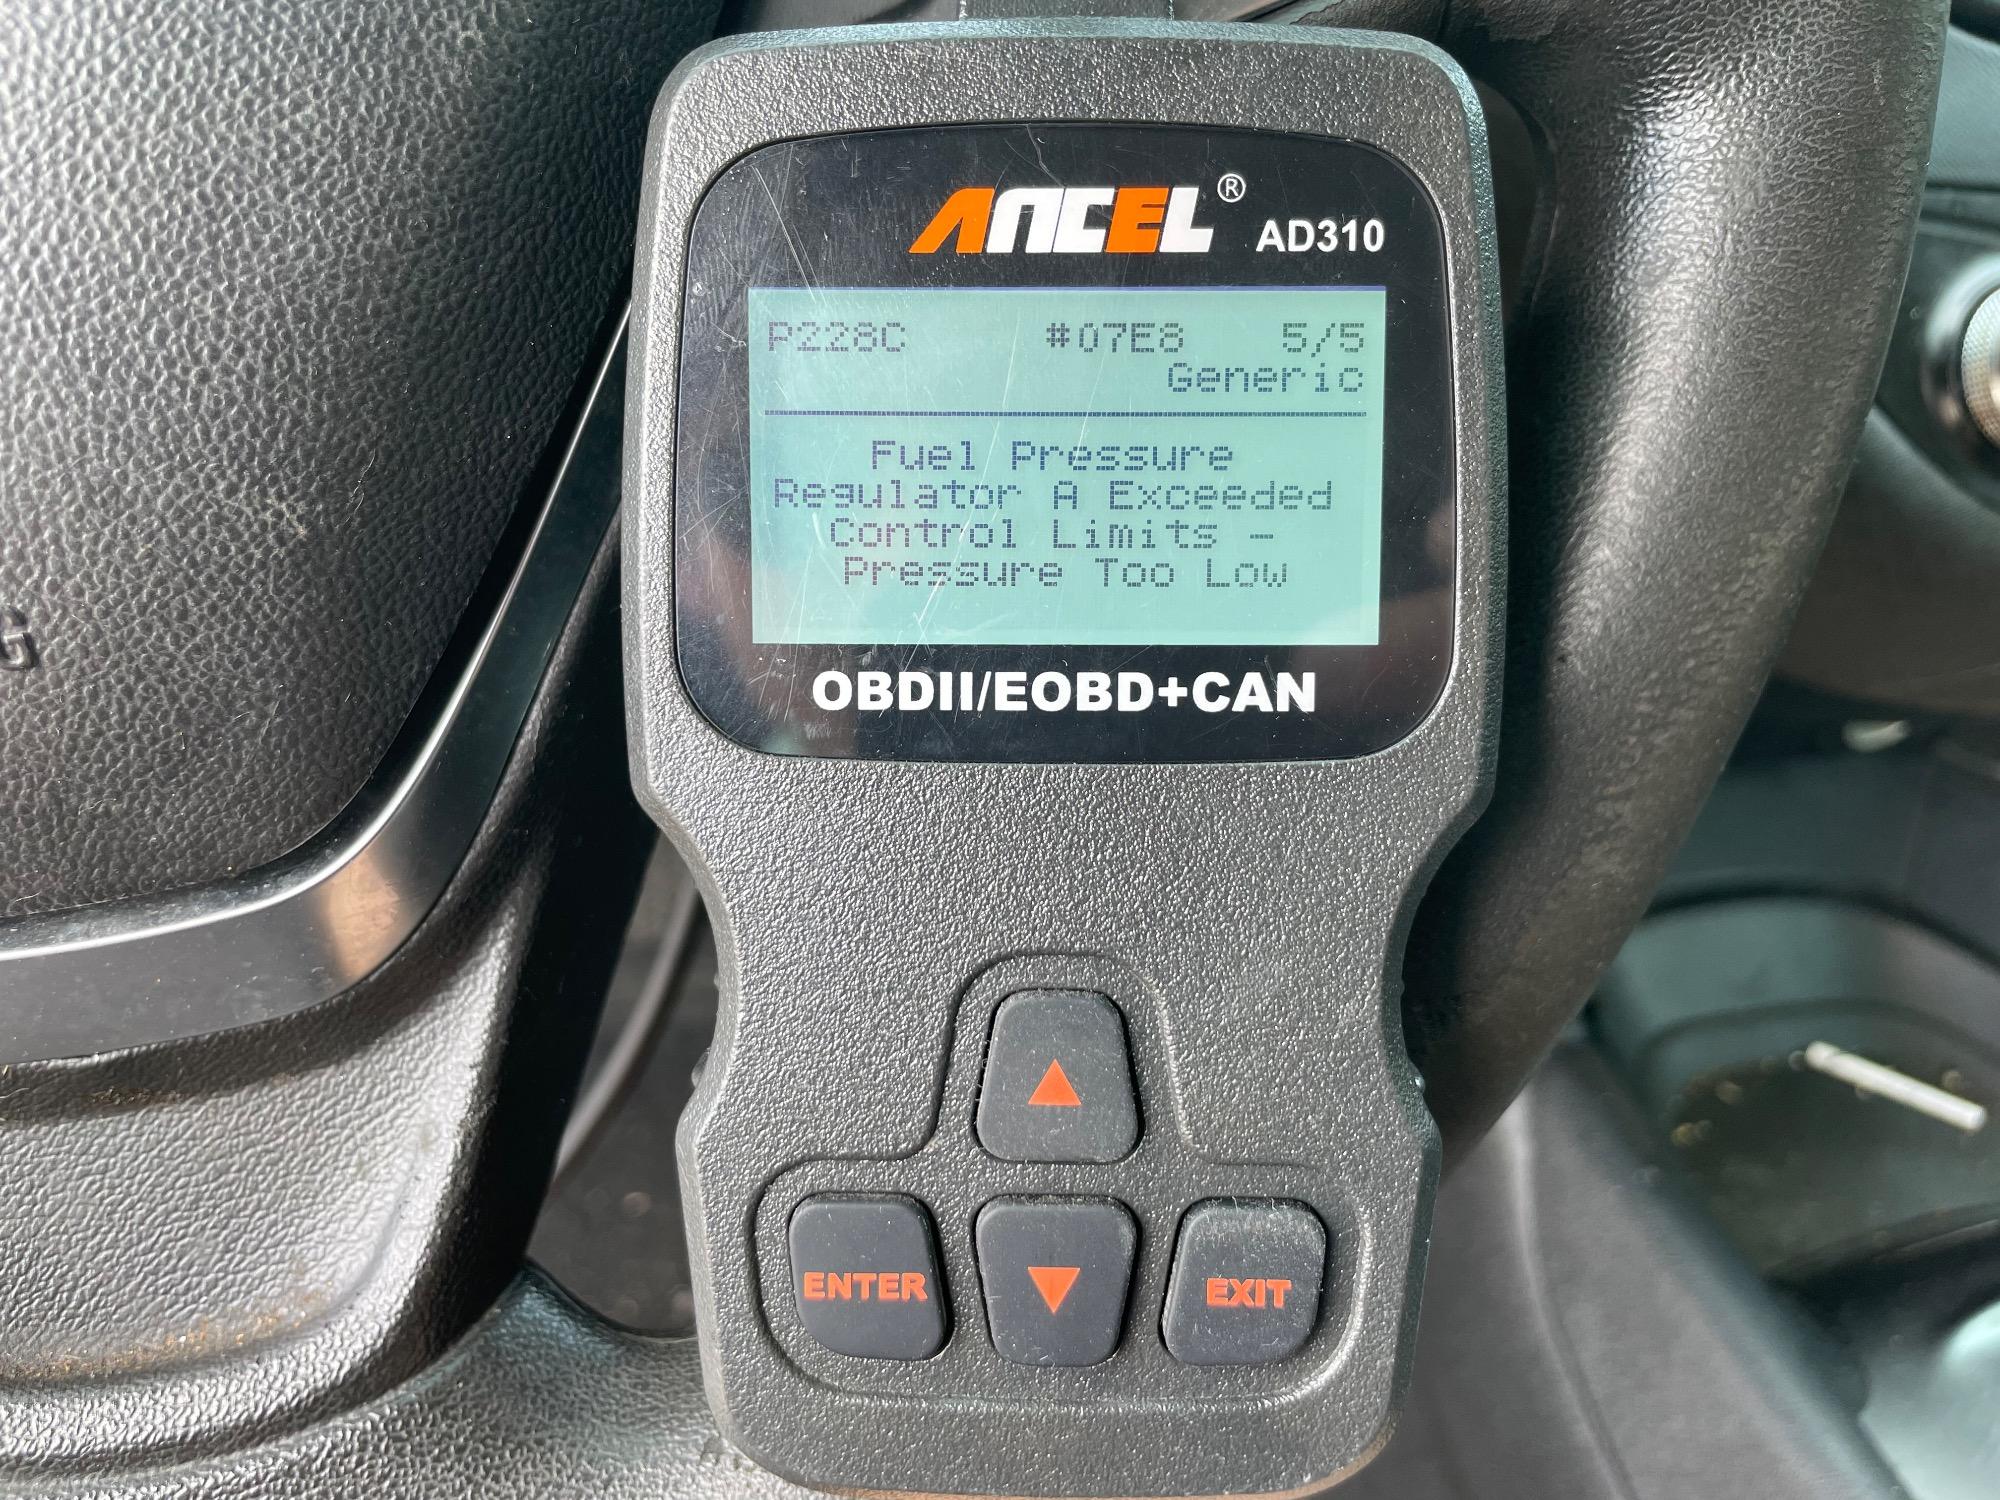 ANCEL® AD310
P228C #07E8 5/5
Generic
Fuel Pressure
Regulator A Exceeded
Control Limits -
Pressure Too Low
OBDII/EOBD+CAN
ENTER EXIT
G